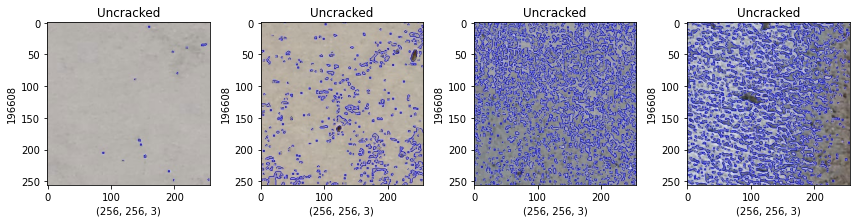 Uncracked Uncracked Uncracked Uncracked
0 0 0 0
50 50 50 50
100 100 100 100
196608 196608 196608 196608
150 150 150 150
200 200 200 200
250 250 250 250
0 100 200 0 100 200 0 100 200 0 100 200
(256, 256, 3) (256, 256, 3) (256, 256, 3) (256, 256, 3)